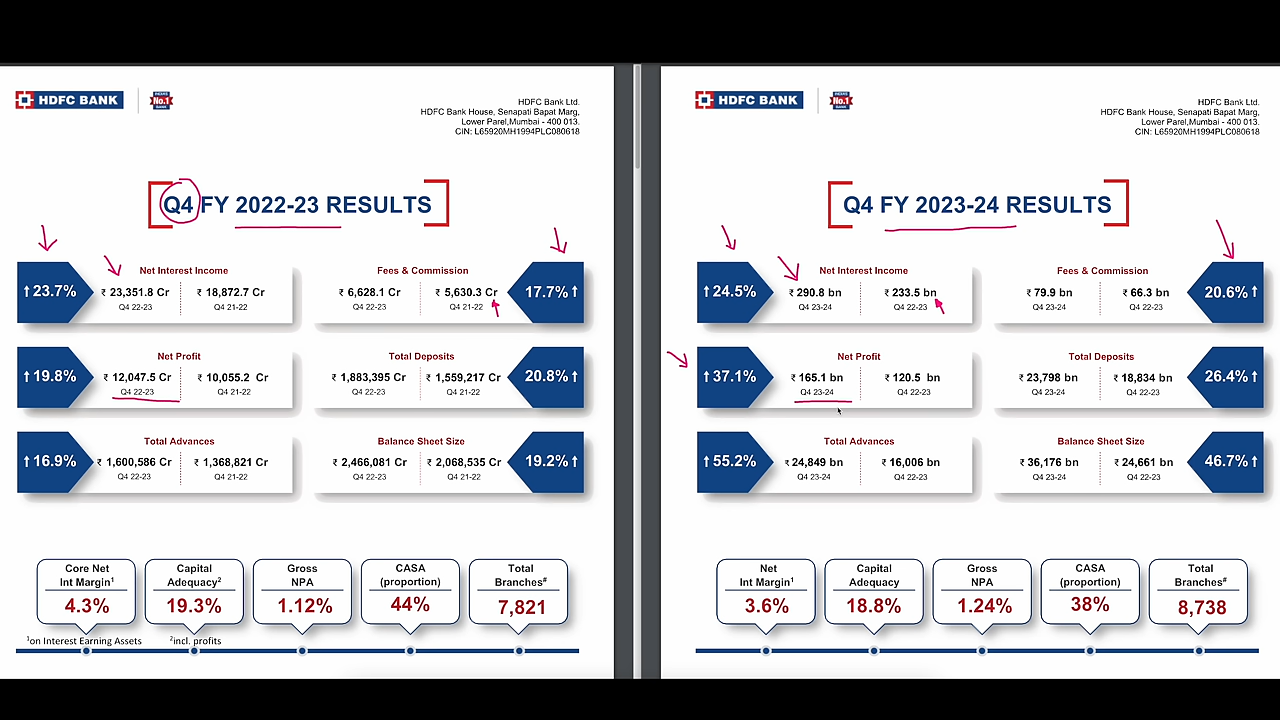 HDFC BANK
INDIA'S No.1 BANK
HDFC Bank Ltd.
HDFC Bank House, Senapati Bapat Marg,
Lower Parel,Mumbai - 400 013.
CIN: L65920MH1994PLC080618
Q4 FY 2022-23 RESULTS
↑23.7%
Net Interest Income
₹ 23,351.8 Cr ₹ 18,872.7 Cr
Q4 22-23 Q4 21-22
Fees & Commission
₹ 6,628.1 Cr ₹ 5,630.3 Cr
Q4 22-23 Q4 21-22
17.7%↑
↑19.8%
Net Profit
₹ 12,047.5 Cr ₹ 10,055.2 Cr
Q4 22-23 Q4 21-22
Total Deposits
₹ 1,883,395 Cr ₹ 1,559,217 Cr
Q4 22-23 Q4 21-22
20.8%↑
↑16.9%
Total Advances
₹ 1,600,586 Cr ₹ 1,368,821 Cr
Q4 22-23 Q4 21-22
Balance Sheet Size
₹ 2,466,081 Cr ₹ 2,068,535 Cr
Q4 22-23 Q4 21-22
19.2%↑
Core Net
Int Margin¹
4.3%
Capital
Adequacy²
19.3%
Gross
NPA
1.12%
CASA
(proportion)
44%
Total
Branches#
7,821
¹on Interest Earning Assets ²incl. profits
HDFC BANK
INDIA'S No.1 BANK
HDFC Bank Ltd.
HDFC Bank House, Senapati Bapat Marg,
Lower Parel,Mumbai - 400 013.
CIN: L65920MH1994PLC080618
Q4 FY 2023-24 RESULTS
↑24.5%
Net Interest Income
₹ 290.8 bn ₹ 233.5 bn
Q4 23-24 Q4 22-23
Fees & Commission
₹ 79.9 bn ₹ 66.3 bn
Q4 23-24 Q4 22-23
20.6%↑
↑37.1%
Net Profit
₹ 165.1 bn ₹ 120.5 bn
Q4 23-24 Q4 22-23
Total Deposits
₹ 23,798 bn ₹ 18,834 bn
Q4 23-24 Q4 22-23
26.4%↑
↑55.2%
Total Advances
₹ 24,849 bn ₹ 16,006 bn
Q4 23-24 Q4 22-23
Balance Sheet Size
₹ 36,176 bn ₹ 24,661 bn
Q4 23-24 Q4 22-23
46.7%↑
Net
Int Margin¹
3.6%
Capital
Adequacy
18.8%
Gross
NPA
1.24%
CASA
(proportion)
38%
Total
Branches#
8,738